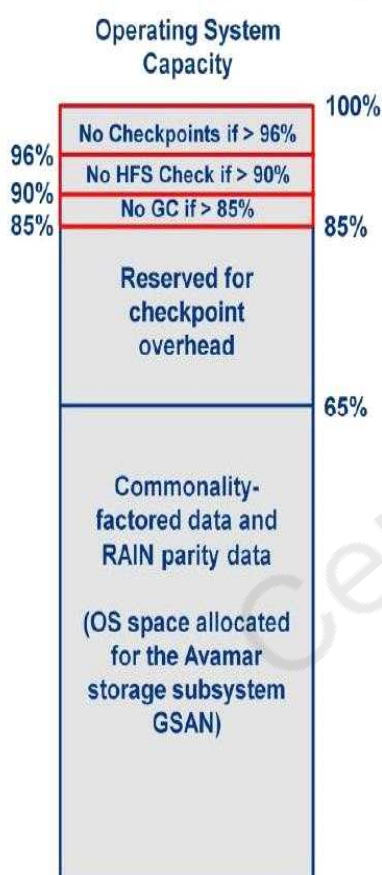 Operating System
Capacity
100%
No Checkpoints if > 96%
96%
No HFS Check if > 90%
90%
No GC if > 85%
85%
85%
Reserved for
checkpoint
overhead
65%
Commonality-
factored data and
RAIN parity data
(OS space allocated
for the Avamar
storage subsystem
GSAN)